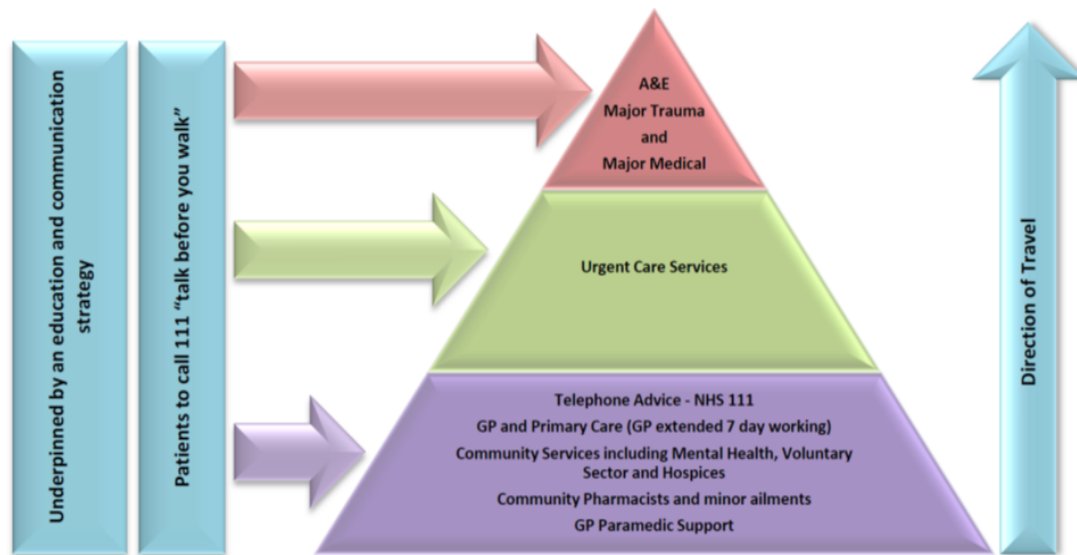 Underpinned by an education and communication
strategy
Patients to call 111 “talk before you walk”
A&E
Major Trauma
and
Major Medical
Urgent Care Services
Telephone Advice - NHS 111
GP and Primary Care (GP extended 7 day working)
Community Services including Mental Health, Voluntary
Sector and Hospices
Community Pharmacists and minor ailments
GP Paramedic Support
Direction of Travel